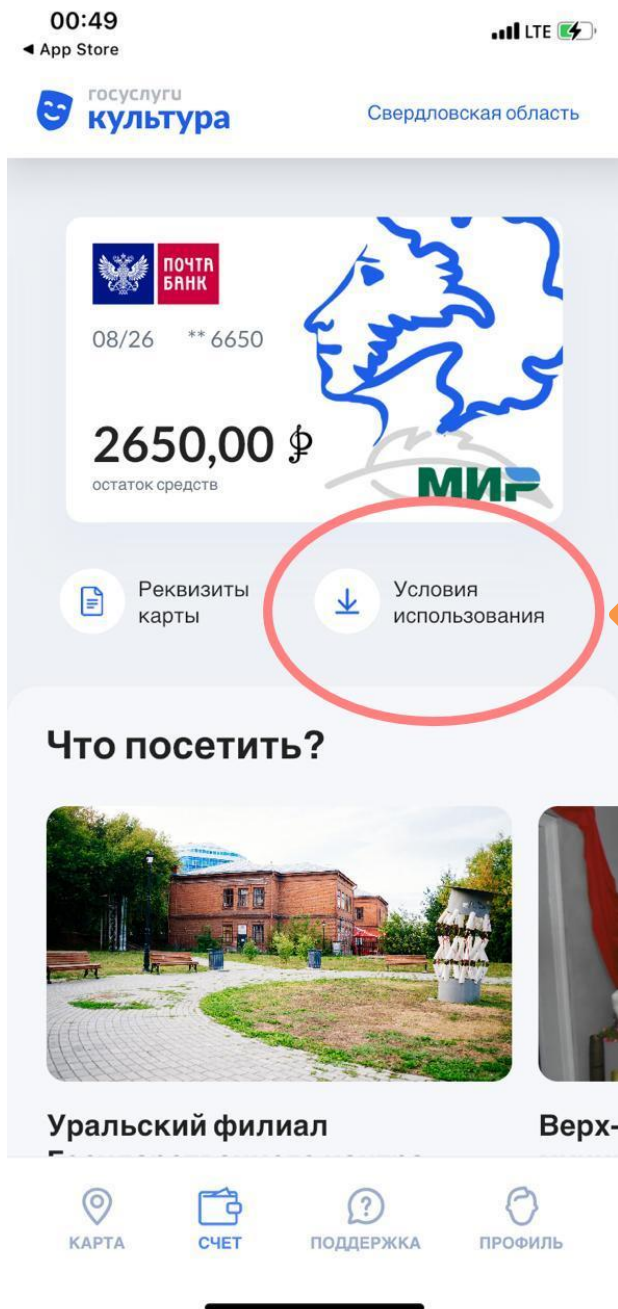 00:49
LTE
◀ App Store
госуслуги
культура
Свердловская область
ПОЧТА
БАНК
08/26 ** 6650
2650,00 ₽
остаток средств
МИР
Реквизиты
карты
Условия
использования
Что посетить?
Уральский филиал
Верх-
КАРТА
СЧЕТ
ПОДДЕРЖКА
ПРОФИЛЬ